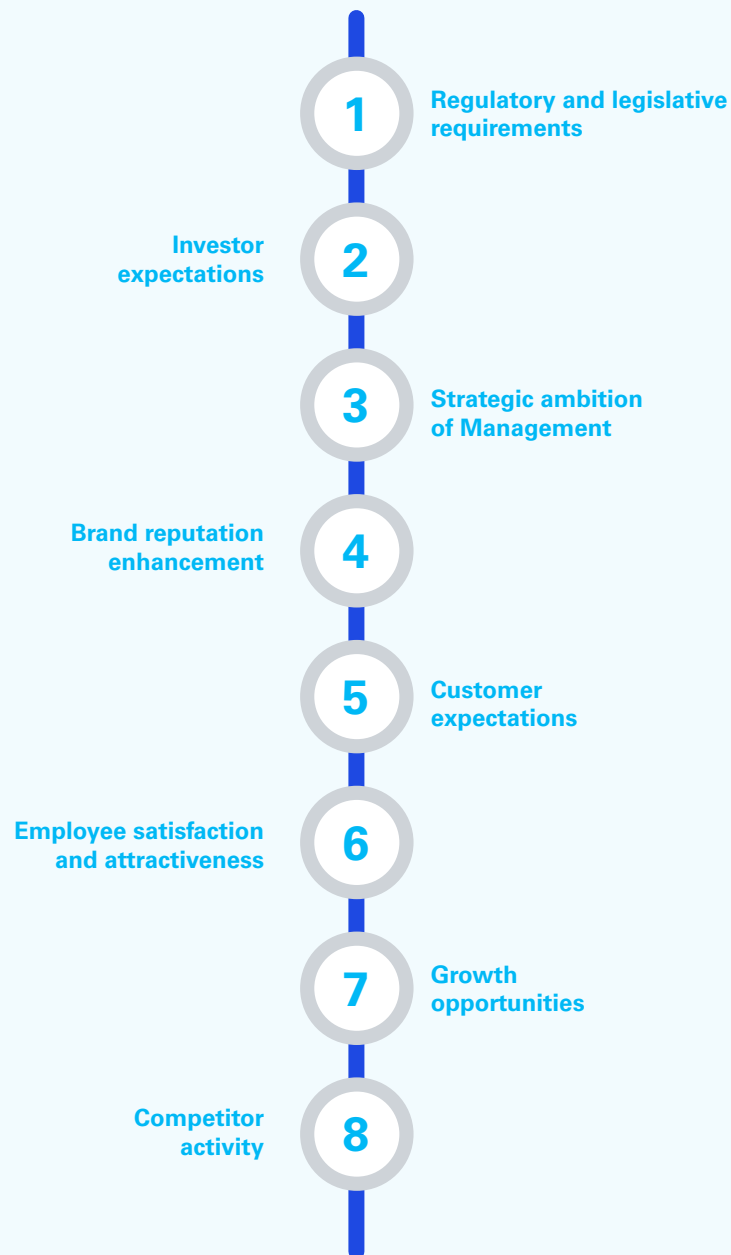 1
Regulatory and legislative
requirements
2
Investor
expectations
3
Strategic ambition
of Management
4
Brand reputation
enhancement
5
Customer
expectations
6
Employee satisfaction
and attractiveness
7
Growth
opportunities
8
Competitor
activity